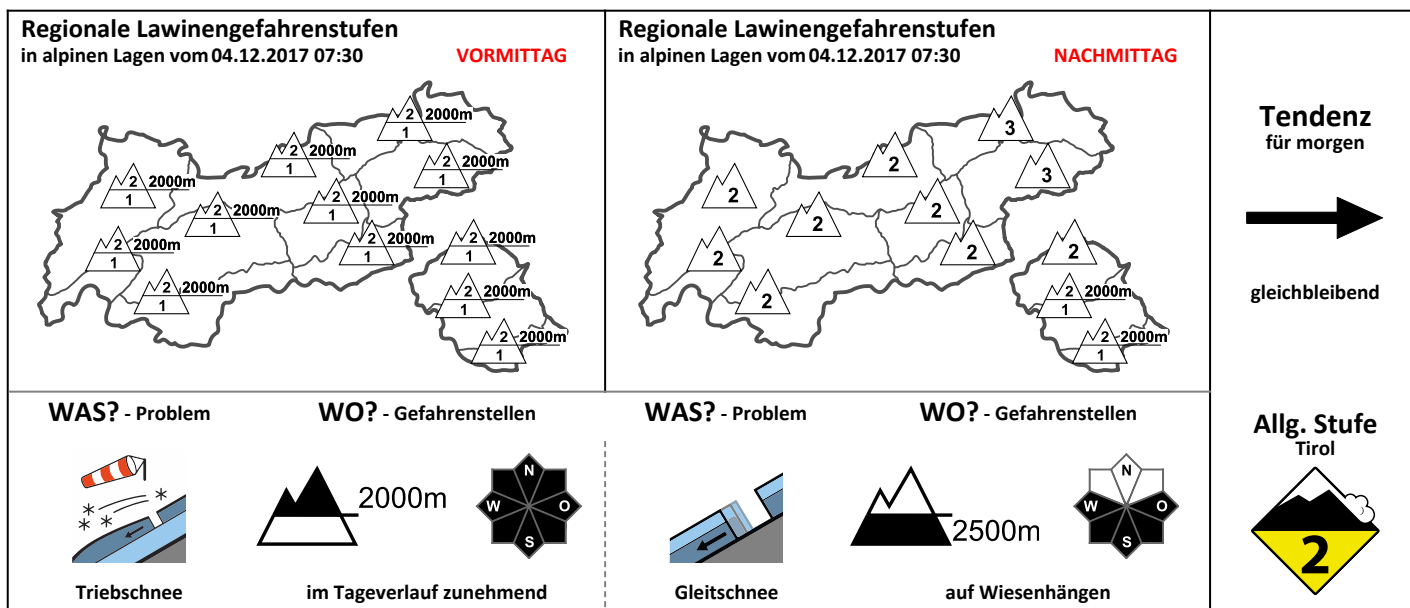 Regionale Lawinengefahrenstufen
in alpinen Lagen vom 04.12.2017 07:30 VORMITTAG
2 2000m
1
2 2000m
1
2 2000m
1
2 2000m
1
2 2000m
1
2 2000m
1
2 2000m
1
2 2000m
1
2 2000m
1
2 2000m
1
2 2000m
1
2 2000m
1
Regionale Lawinengefahrenstufen
in alpinen Lagen vom 04.12.2017 07:30 NACHMITTAG
3
2
3
2
2
2
2
2
2
2
2 2000m
1
2 2000m
1
Tendenz
für morgen
gleichbleibend
WAS? - Problem
WO? - Gefahrenstellen
2000m
N
W O
S
Triebschnee
im Tageverlauf zunehmend
WAS? - Problem
WO? - Gefahrenstellen
2500m
N
W O
S
Gleitschnee
auf Wiesenhängen
Allg. Stufe
Tirol
2